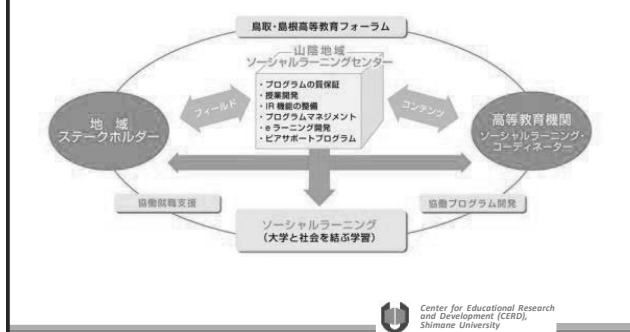 鳥取・島根高等教育フォーラム
山陰地域
ソーシャルラーニングセンター
・プログラムの質保証
・授業開発
・IR 機能の整備
・プログラムマネジメント
・e ラーニング開発
・ピアサポートプログラム
フィールド
コンテンツ
地 域
ステークホルダー
高等教育機関
ソーシャルラーニング・
コーディネーター
協働就職支援
協働プログラム開発
ソーシャルラーニング
(大学と社会を結ぶ学習)
Center for Educational Research
and Development (CERD),
Shimane University